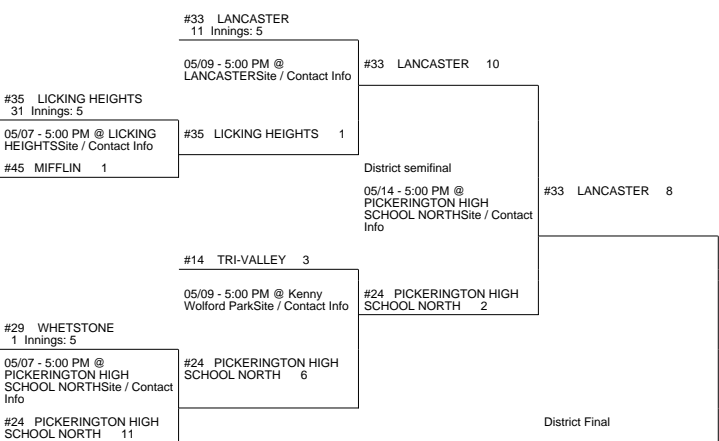 #33 LANCASTER
11 Innings: 5
05/09 - 5:00 PM @
LANCASTERSite / Contact Info
#33 LANCASTER 10
#35 LICKING HEIGHTS
31 Innings: 5
05/07 - 5:00 PM @ LICKING
HEIGHTSSite / Contact Info
#35 LICKING HEIGHTS 1
#45 MIFFLIN 1
District semifinal
05/14 - 5:00 PM @
PICKERINGTON HIGH
SCHOOL NORTHSite / Contact
Info
#33 LANCASTER 8
#14 TRI-VALLEY 3
05/09 - 5:00 PM @ Kenny
Wolford ParkSite / Contact Info
#24 PICKERINGTON HIGH
SCHOOL NORTH 2
#29 WHETSTONE
1 Innings: 5
05/07 - 5:00 PM @
PICKERINGTON HIGH
SCHOOL NORTHSite / Contact
Info
#24 PICKERINGTON HIGH
SCHOOL NORTH 6
#24 PICKERINGTON HIGH
SCHOOL NORTH 11
District Final